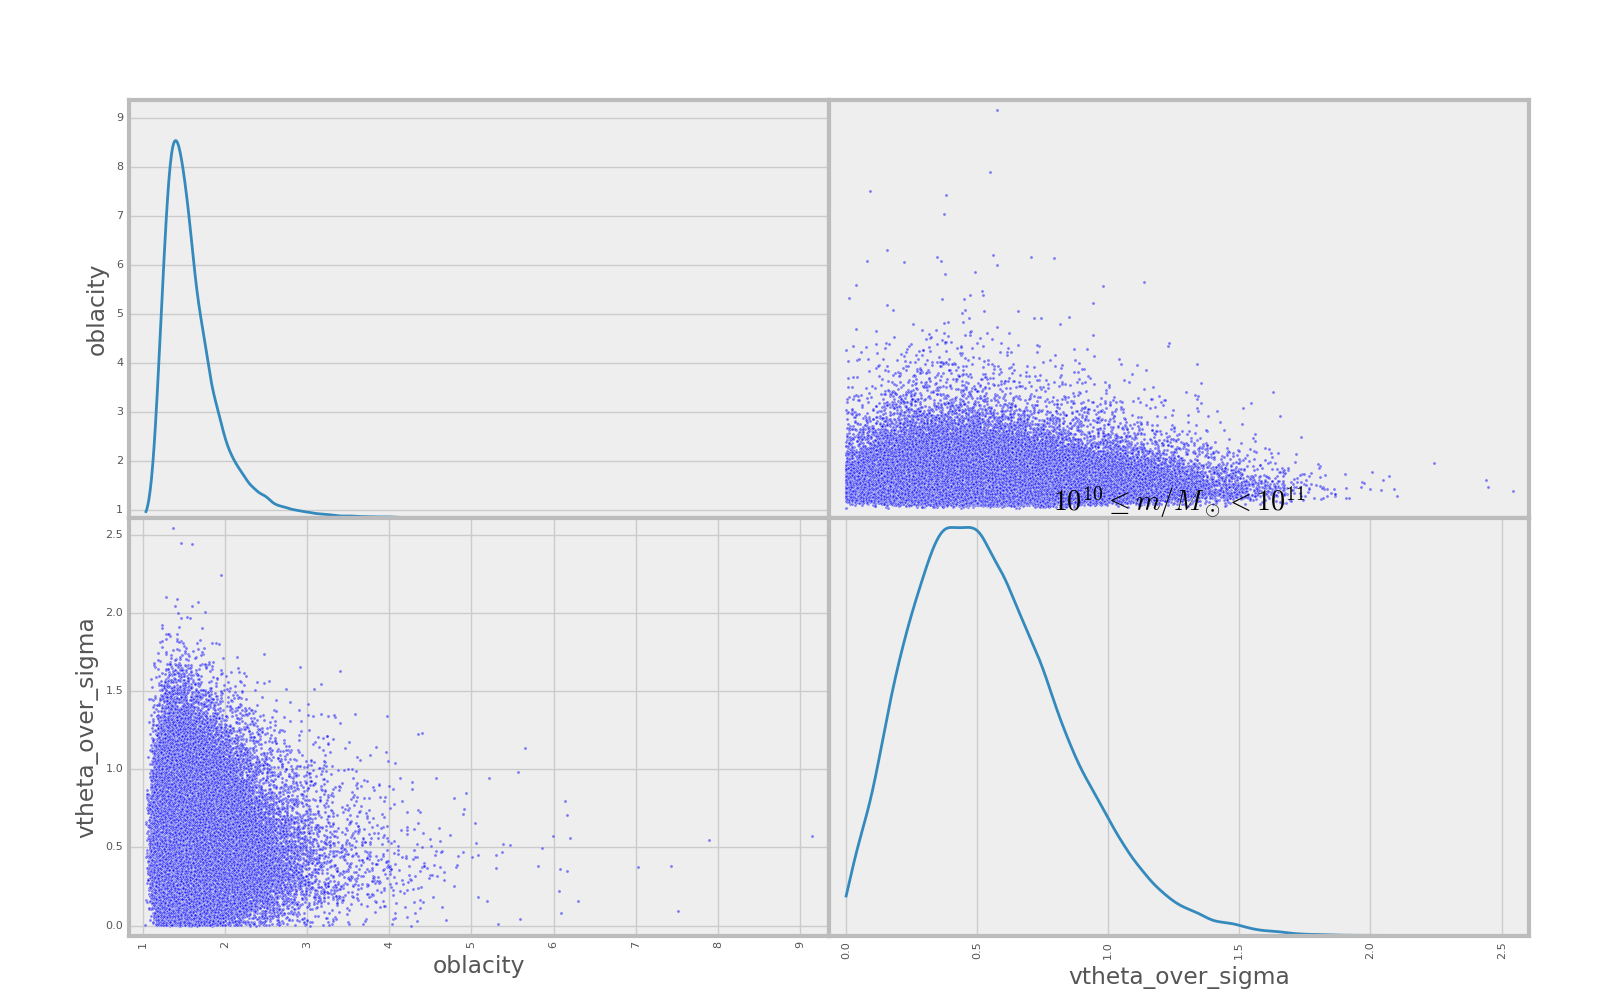 9
8
7
6
5
4
3
2
1
oblacity
10^10 ≤ m/M_⊙ < 10^11
2.5
2.0
1.5
1.0
0.5
0.0
vtheta_over_sigma
1 2 3 4 5 6 7 8 9
oblacity
0.0 0.5 1.0 1.5 2.0 2.5
vtheta_over_sigma